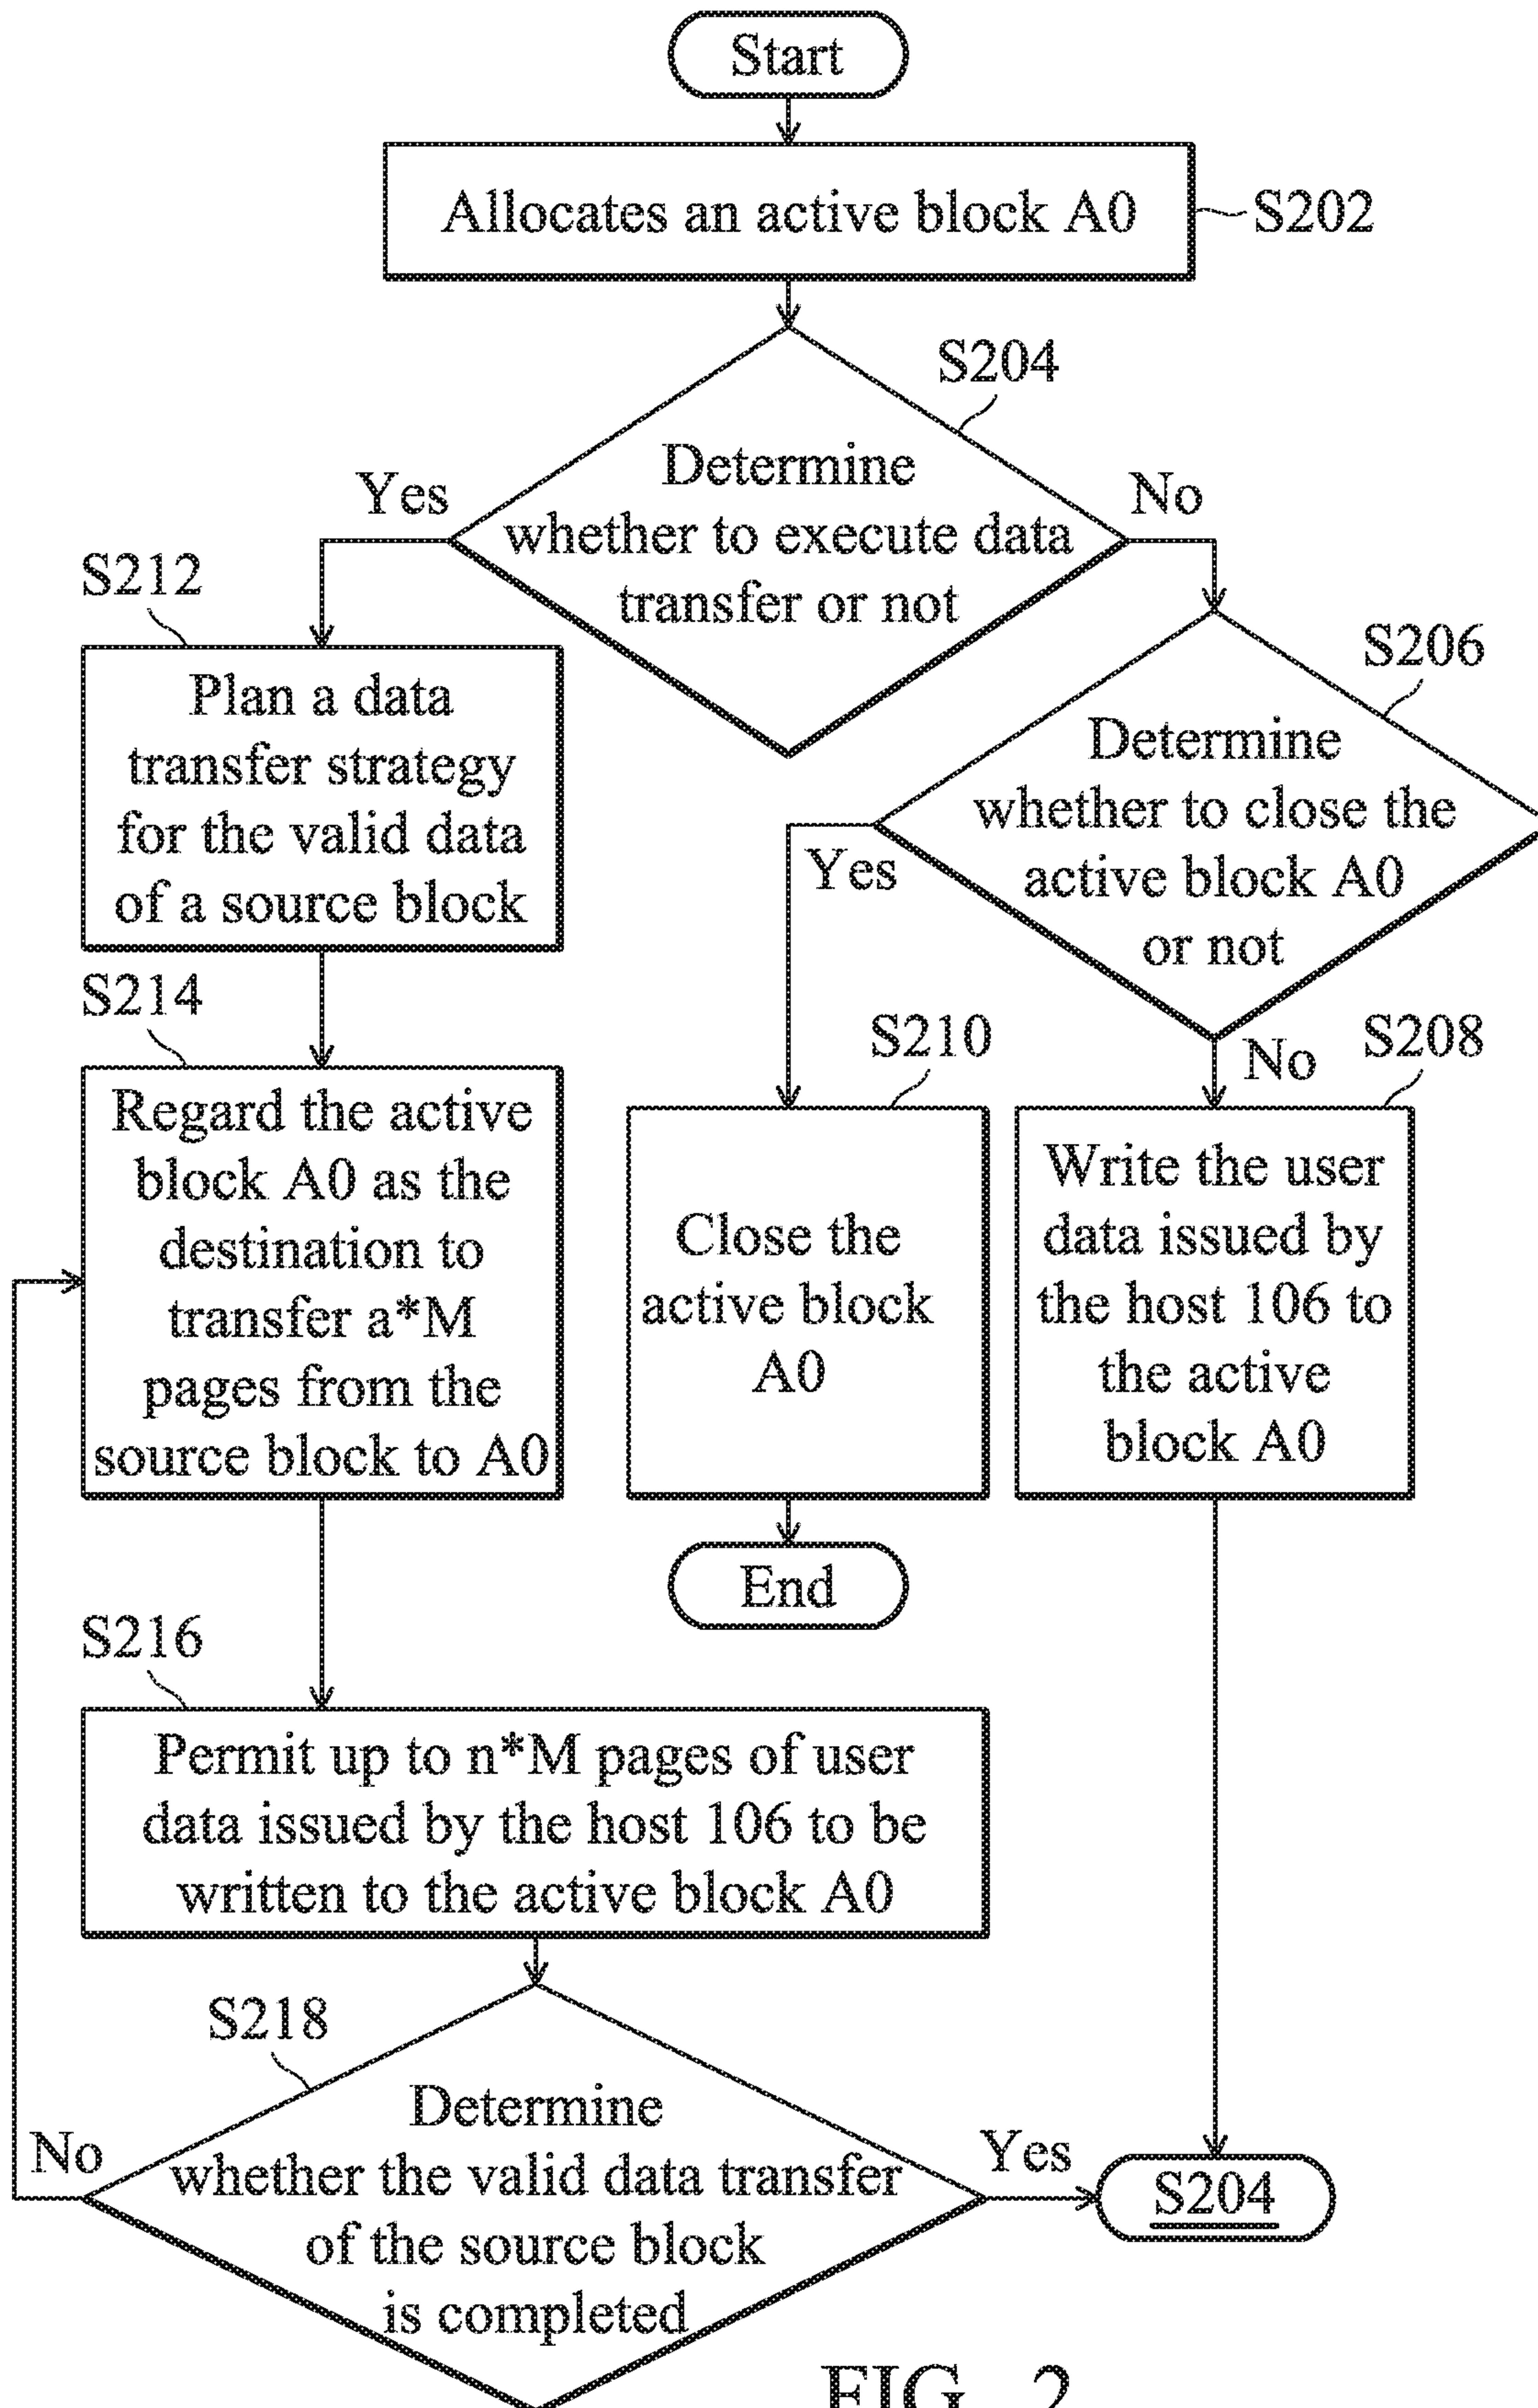 Start
Allocates an active block A0
S202
S204
Determine
whether to execute data
transfer or not
Yes
No
S212
Plan a data
transfer strategy
for the valid data
of a source block
S206
Determine
whether to close the
active block A0
or not
Yes
No
S214
Regard the active
block A0 as the
destination to
transfer a*M
pages from the
source block to A0
S210
Close the
active block
A0
End
S208
Write the user
data issued by
the host 106 to
the active
block A0
S216
Permit up to n*M pages of user
data issued by the host 106 to be
written to the active block A0
S218
Determine
whether the valid data transfer
of the source block
is completed
No
Yes
S204
FIG. 2